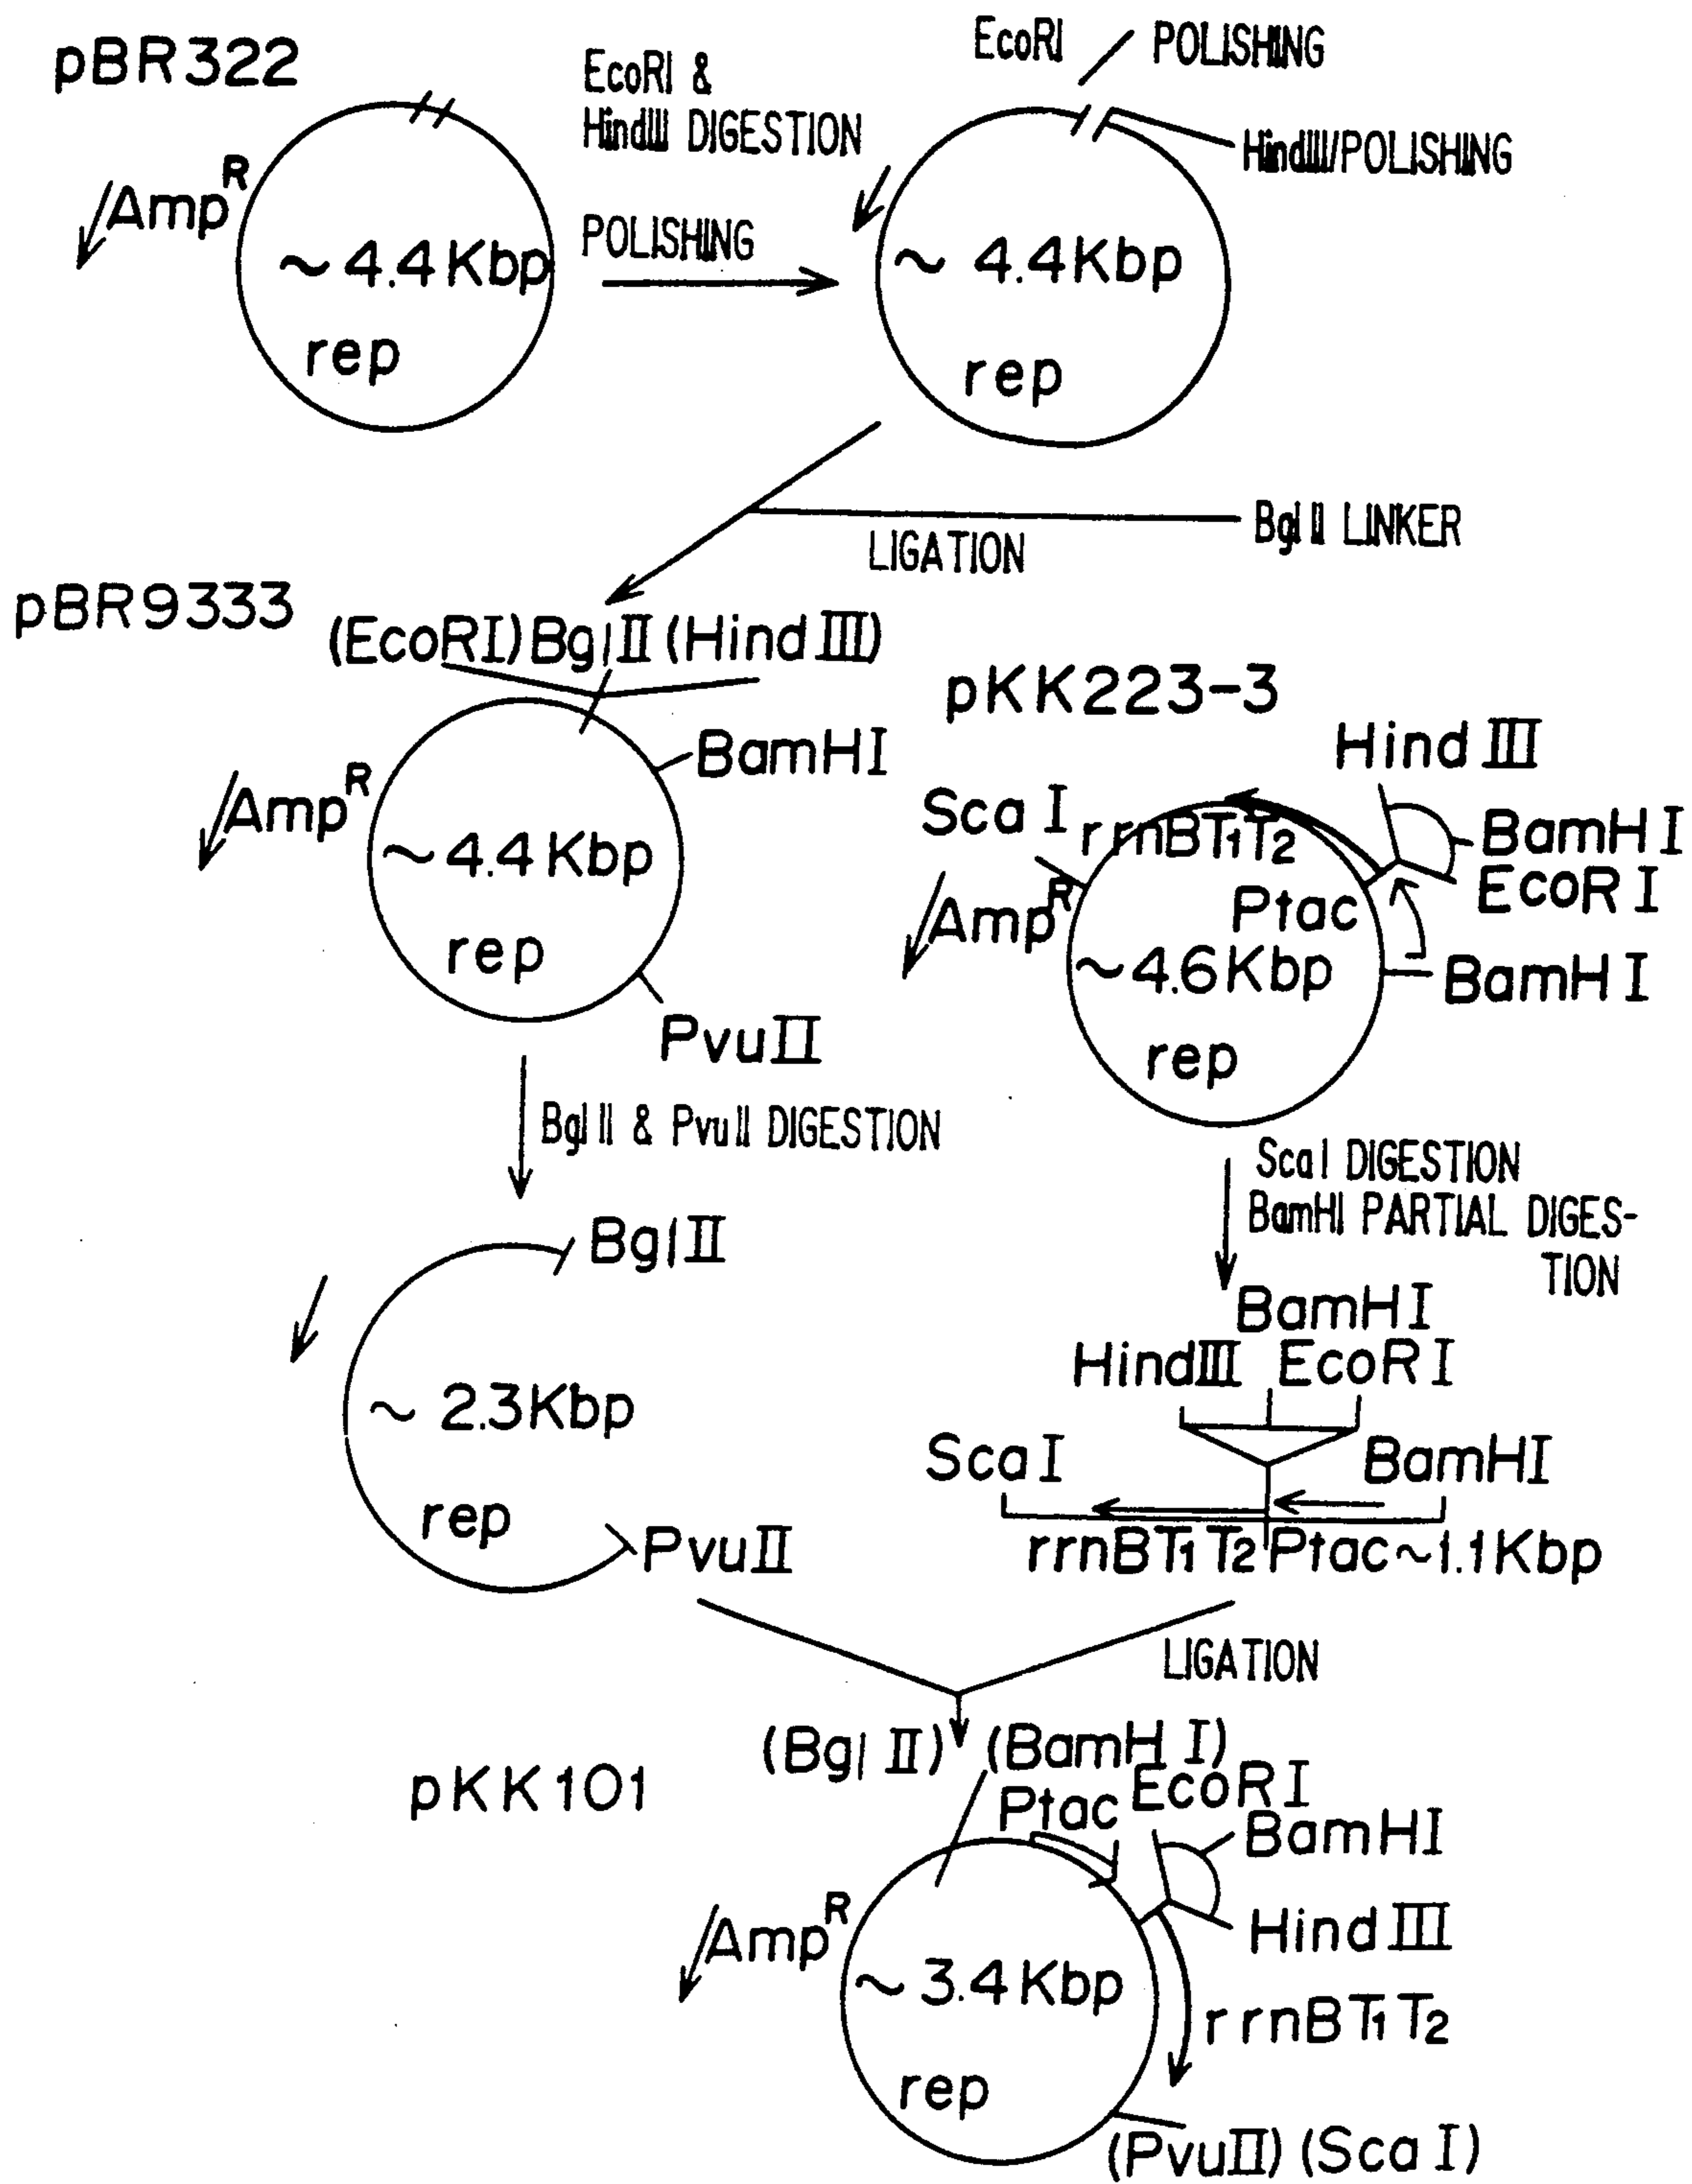 pBR322
EcoRI &
HindIII DIGESTION
POLISHING
Amp R
~4.4Kbp
rep
EcoRI / POLISHING
HindIII/POLISHING
~ 4.4Kbp
rep
BglII LINKER
LIGATION
pBR9333
(EcoRI) BglII (HindIII)
BamHI
Amp R
~4.4Kbp
rep
PvuII
pKK223-3
HindIII
ScaI
rrnBT1T2
BamHI
EcoRI
Ptac
Amp R
~4.6Kbp
BamHI
rep
BglII & PvuII DIGESTION
ScaI DIGESTION
BamHI PARTIAL DIGES-
TION
BglII
~ 2.3Kbp
rep
PvuII
BamHI
HindIII EcoRI
ScaI BamHI
rrnBT1T2 Ptac~1.1Kbp
LIGATION
pKK101
(BglII) (BamHI)
Ptac EcoRI
BamHI
Amp R
HindIII
~ 3.4Kbp
rrnBT1T2
rep
(PvuII) (ScaI)